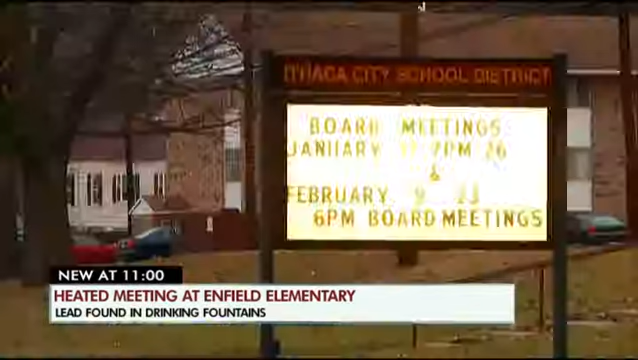 ITHACA CITY SCHOOL DISTRICT
BOARD MEETINGS
JANUARY 7PM 26
&
FEBRUARY 9 23
6PM BOARD MEETINGS
NEW AT 11:00
HEATED MEETING AT ENFIELD ELEMENTARY
LEAD FOUND IN DRINKING FOUNTAINS